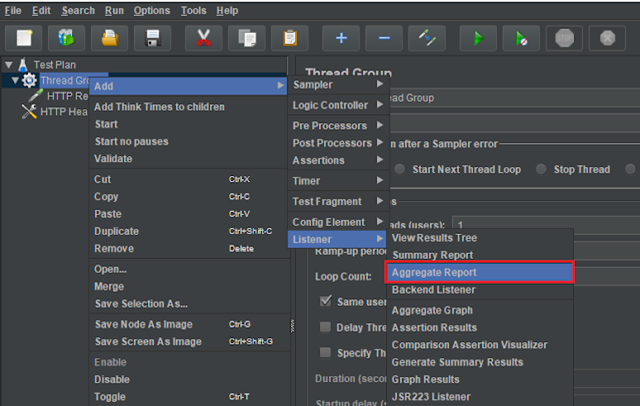 File Edit Search Run Options Tools Help
Test Plan
Thread Gro
HTTP Re
HTTP Hea
Add
Add Think Times to children
Start
Start no pauses
Validate
Cut Ctrl-X
Copy Ctrl-C
Paste Ctrl-V
Duplicate Ctrl+Shift-C
Remove Delete
Open...
Merge
Save Selection As...
Save Node As Image Ctrl-G
Save Screen As Image Ctrl+Shift-G
Enable
Disable
Toggle Ctrl-T
Sampler
Logic Controller
Pre Processors
Post Processors
Assertions
Timer
Test Fragment
Config Element
Listener
View Results Tree
Summary Report
Aggregate Report
Backend Listener
Aggregate Graph
Assertion Results
Comparison Assertion Visualizer
Generate Summary Results
Graph Results
JSR223 Listener
Thread Group
ead Group
n after a Sampler error
Start Next Thread Loop Stop Thread
s
ads (users): 1
Ramp-up perio
Loop Count:
Same user
Delay Thre
Specify Th
Duration (secon
Startup delay (s